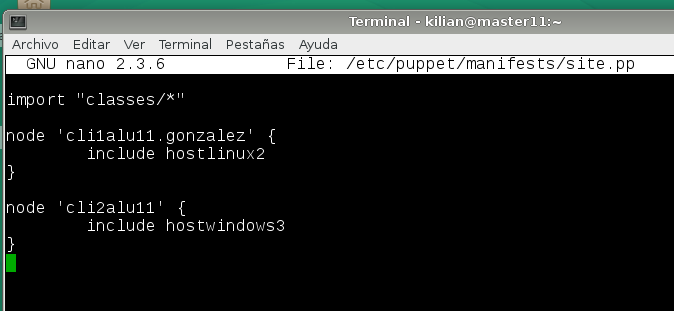 Terminal - kilian@master11:~
Archivo Editar Ver Terminal Pestañas Ayuda
GNU nano 2.3.6 File: /etc/puppet/manifests/site.pp
import "classes/*"
node 'cli1alu11.gonzalez' {
include hostlinux2
}
node 'cli2alu11' {
include hostwindows3
}